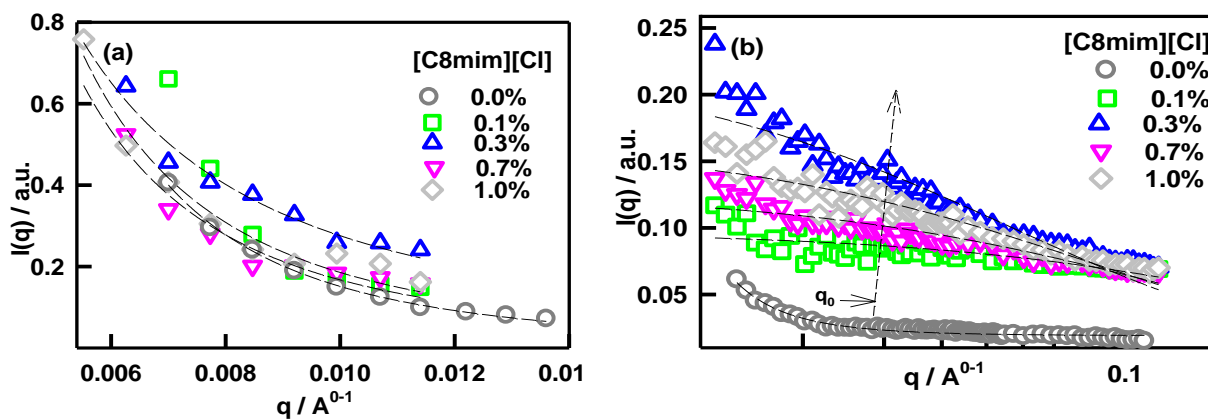 (a)
[C8mim][Cl]
0.0%
0.1%
0.3%
0.7%
1.0%
0.8
0.6
0.4
0.2
I(q) / a.u.
0.006
0.008
0.010
0.012
0.01
q / A⁰⁻¹
(b)
[C8mim][Cl]
0.0%
0.1%
0.3%
0.7%
1.0%
0.20
0.15
0.10
0.05
I(q) / a.u.
q₀
0.1
q / A⁰⁻¹